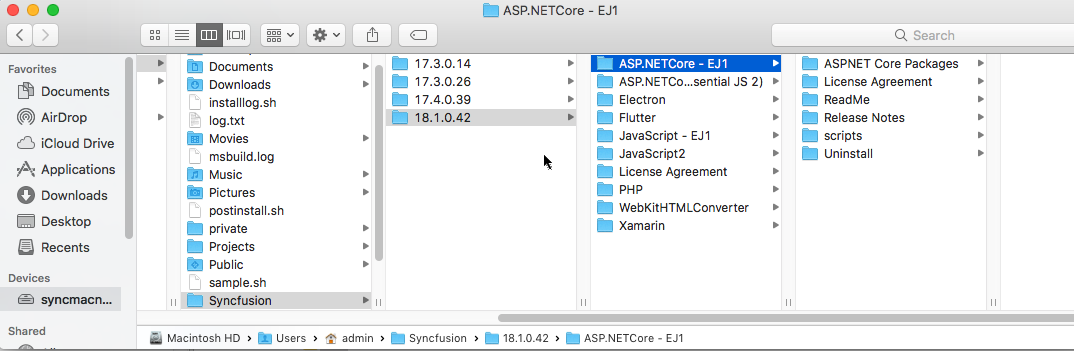 ASP.NETCore - EJ1
Search
Favorites
Documents
AirDrop
iCloud Drive
Applications
Downloads
Desktop
Recents
Devices
syncmacn...
Shared
Documents
Downloads
installlog.sh
log.txt
Movies
msbuild.log
Music
Pictures
postinstall.sh
private
Projects
Public
sample.sh
Syncfusion
17.3.0.14
17.3.0.26
17.4.0.39
18.1.0.42
ASP.NETCore - EJ1
ASP.NETCo...sential JS 2)
Electron
Flutter
JavaScript - EJ1
JavaScript2
License Agreement
PHP
WebKitHTMLConverter
Xamarin
ASPNET Core Packages
License Agreement
ReadMe
Release Notes
scripts
Uninstall
Macintosh HD › Users › admin › Syncfusion › 18.1.0.42 › ASP.NETCore - EJ1